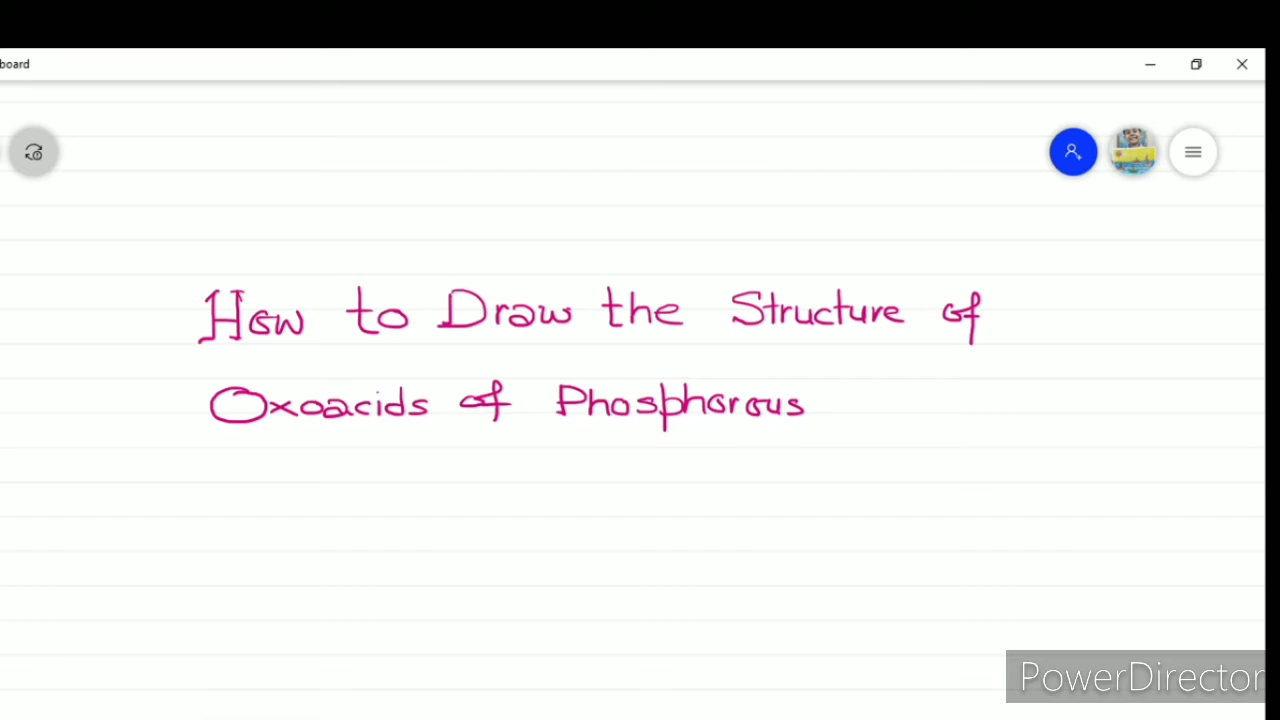 board
How to Draw the Structure of
Oxoacids of Phosphorous
PowerDirector